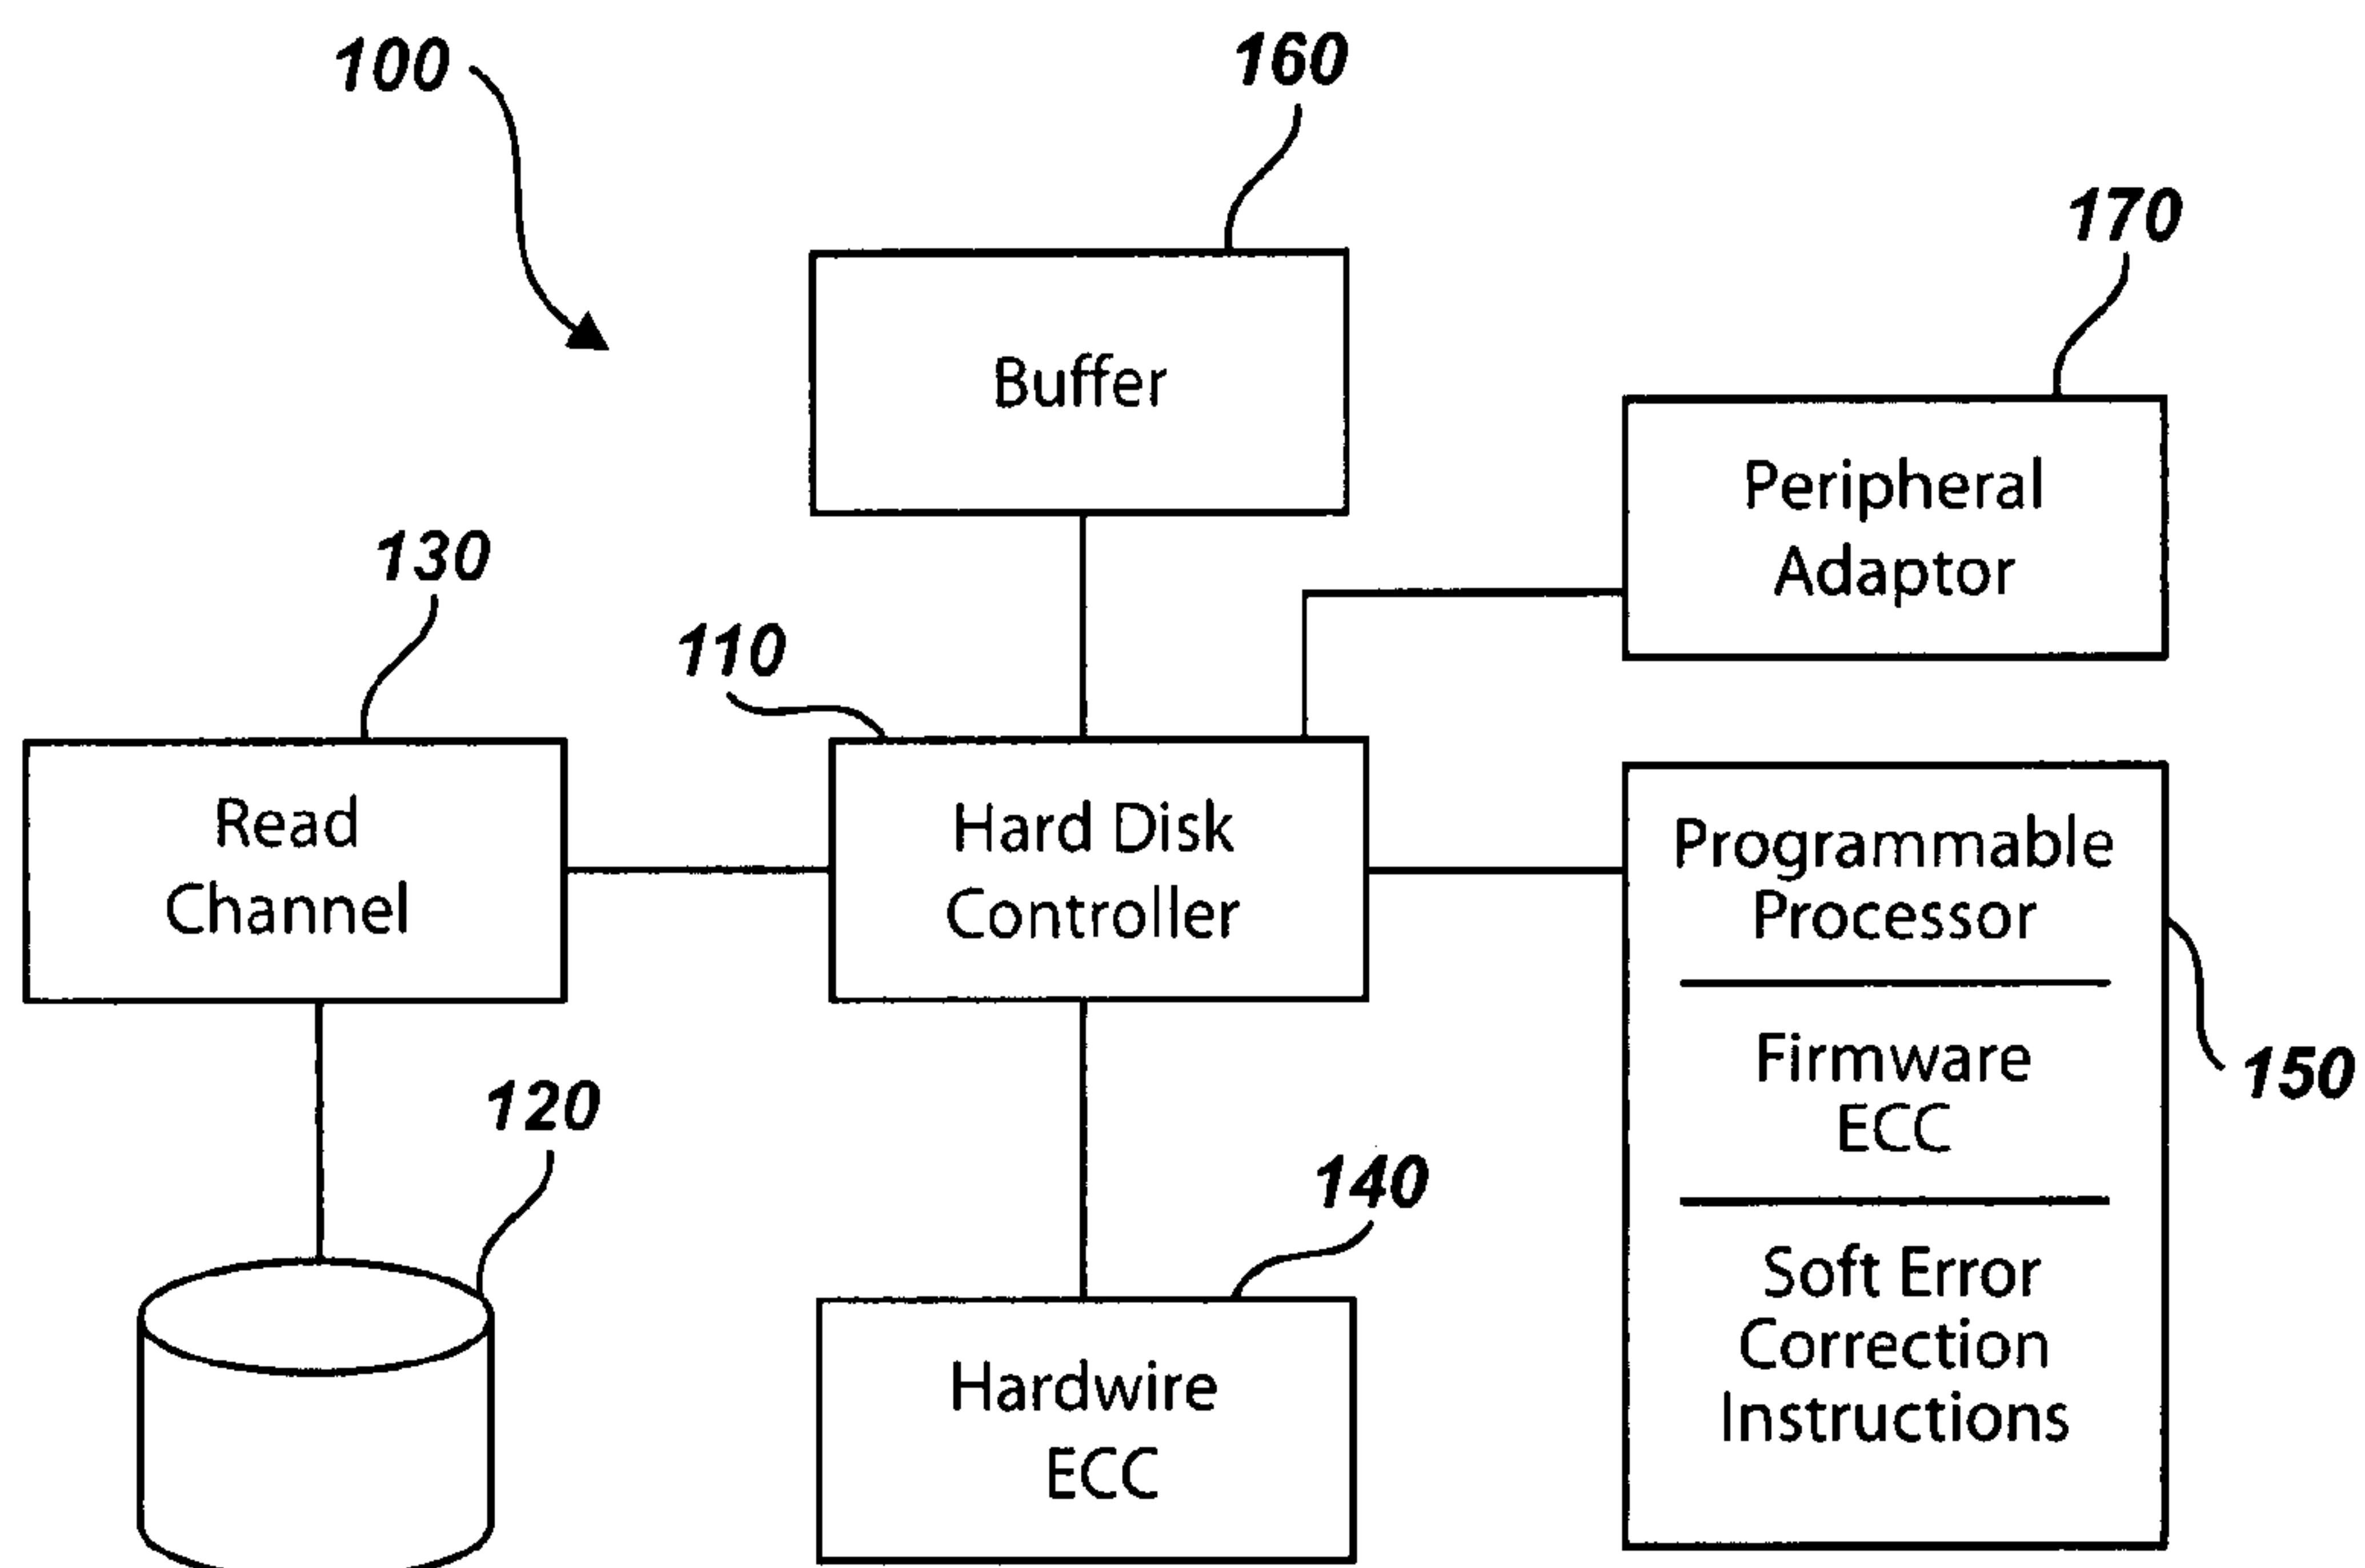 100
160
Buffer
170
Peripheral
Adaptor
130
110
Read
Channel
Hard Disk
Controller
Programmable
Processor
Firmware
ECC
Soft Error
Correction
Instructions
150
120
140
Hardwire
ECC